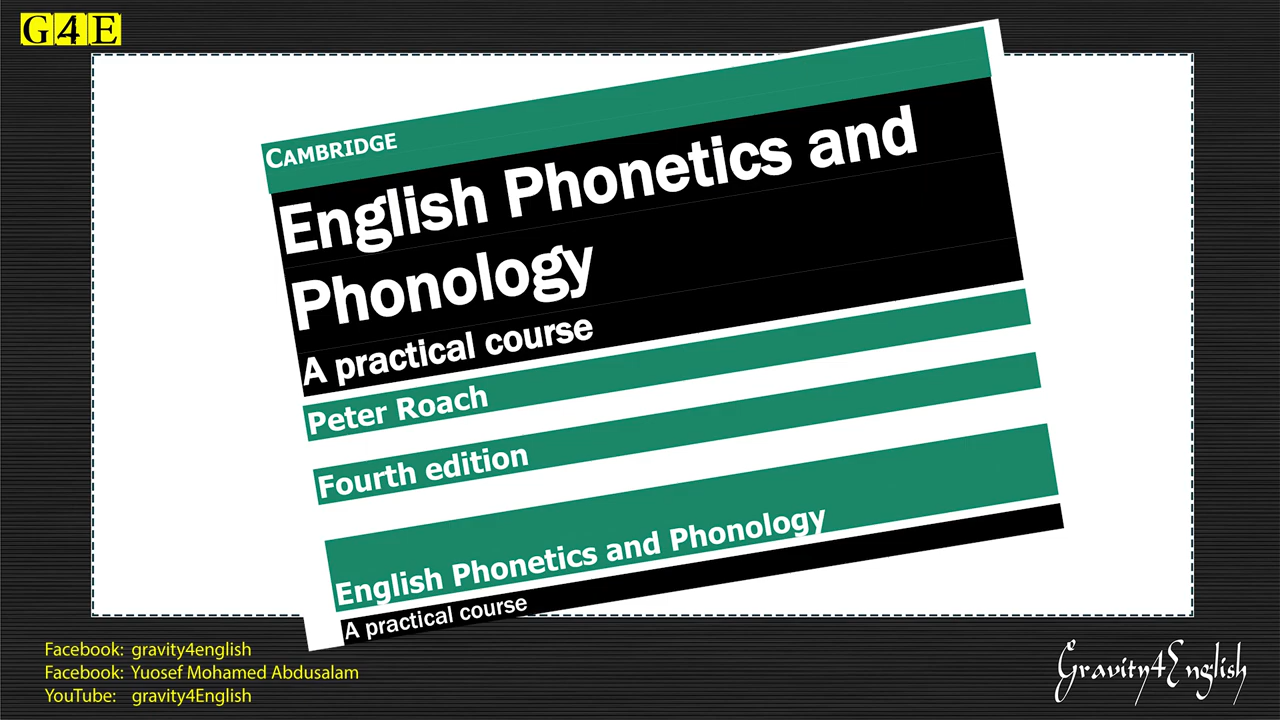 G4E
CAMBRIDGE
English Phonetics and
Phonology
A practical course
Peter Roach
Fourth edition
English Phonetics and Phonology
A practical course
Facebook: gravity4english
Facebook: Yuosef Mohamed Abdusalam
YouTube: gravity4English
Gravity4English